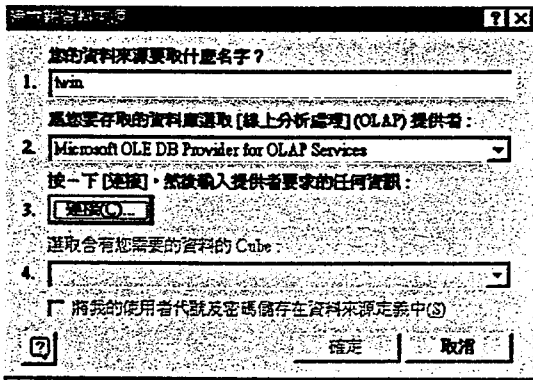 建立新資料來源
您的資料來源要取什麼名字？
1. twin
為您要存取的資料庫選取 [線上分析處理] (OLAP) 提供者：
2. Microsoft OLE DB Provider for OLAP Services
按一下 [連接]，然後輸入提供者要求的任何資訊：
3. 連接(C)...
選取含有您需要的資料的 Cube：
4.
將我的使用者代號及密碼儲存在資料來源定義中(S)
確定 取消